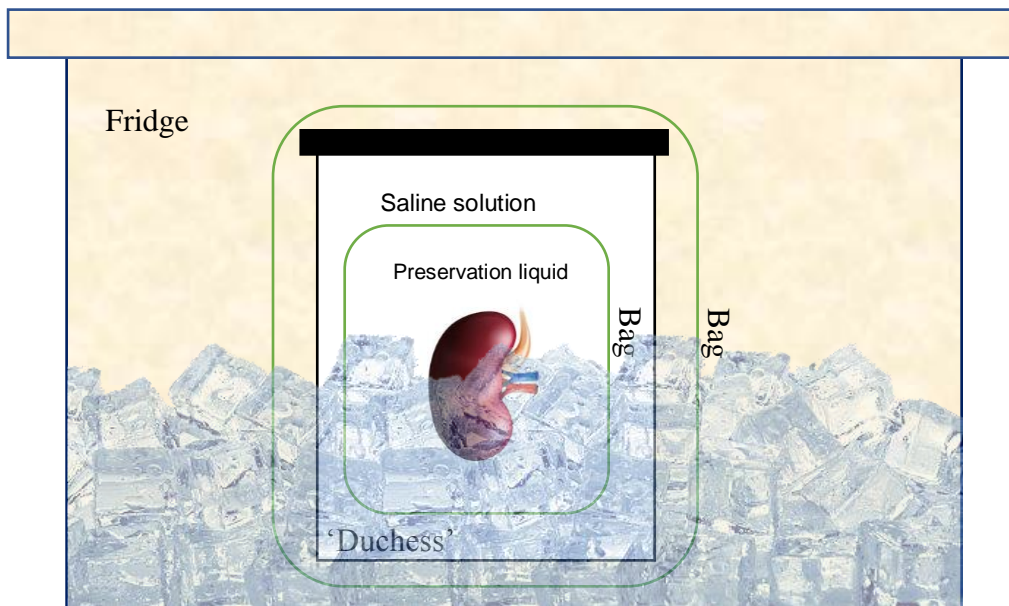 Fridge
Saline solution
Preservation liquid
Bag
Bag
‘Duchess’